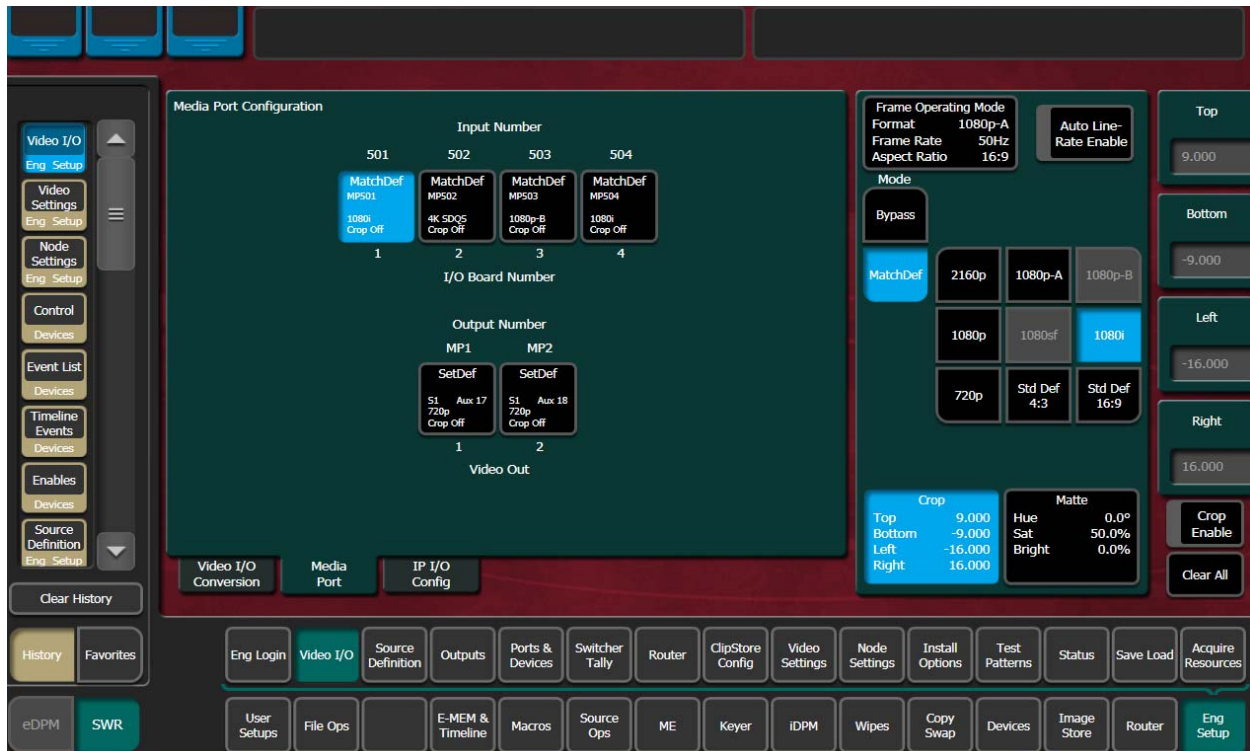 Video I/O
Eng Setup
Video
Settings
Eng Setup
Node
Settings
Eng Setup
Control
Devices
Event List
Devices
Timeline
Events
Devices
Enables
Devices
Source
Definition
Eng Setup
Clear History
History
Favorites
eDPM
SWR
Media Port Configuration
Input Number
501 502 503 504
MatchDef
MP501
1080i
Crop Off
MatchDef
MP502
4K SDQS
Crop Off
MatchDef
MP503
1080p-B
Crop Off
MatchDef
MP504
1080i
Crop Off
1 2 3 4
I/O Board Number
Output Number
MP1 MP2
SetDef
S1 Aux 17
720p
Crop Off
SetDef
S1 Aux 18
720p
Crop Off
1 2
Video Out
Video I/O
Conversion
Media
Port
IP I/O
Config
Frame Operating Mode
Format 1080p-A
Frame Rate 50Hz
Aspect Ratio 16:9
Auto Line-
Rate Enable
Mode
Bypass
MatchDef
2160p
1080p-A
1080p-B
1080p
1080sf
1080i
720p
Std Def
4:3
Std Def
16:9
Crop
Top 9.000
Bottom -9.000
Left -16.000
Right 16.000
Matte
Hue 0.0°
Sat 50.0%
Bright 0.0%
Top
9.000
Bottom
-9.000
Left
-16.000
Right
16.000
Crop
Enable
Clear All
Eng Login
Video I/O
Source
Definition
Outputs
Ports &
Devices
Switcher
Tally
Router
ClipStore
Config
Video
Settings
Node
Settings
Install
Options
Test
Patterns
Status
Save Load
Acquire
Resources
User
Setups
File Ops
E-MEM &
Timeline
Macros
Source
Ops
ME
Keyer
iDPM
Wipes
Copy
Swap
Devices
Image
Store
Router
Eng
Setup